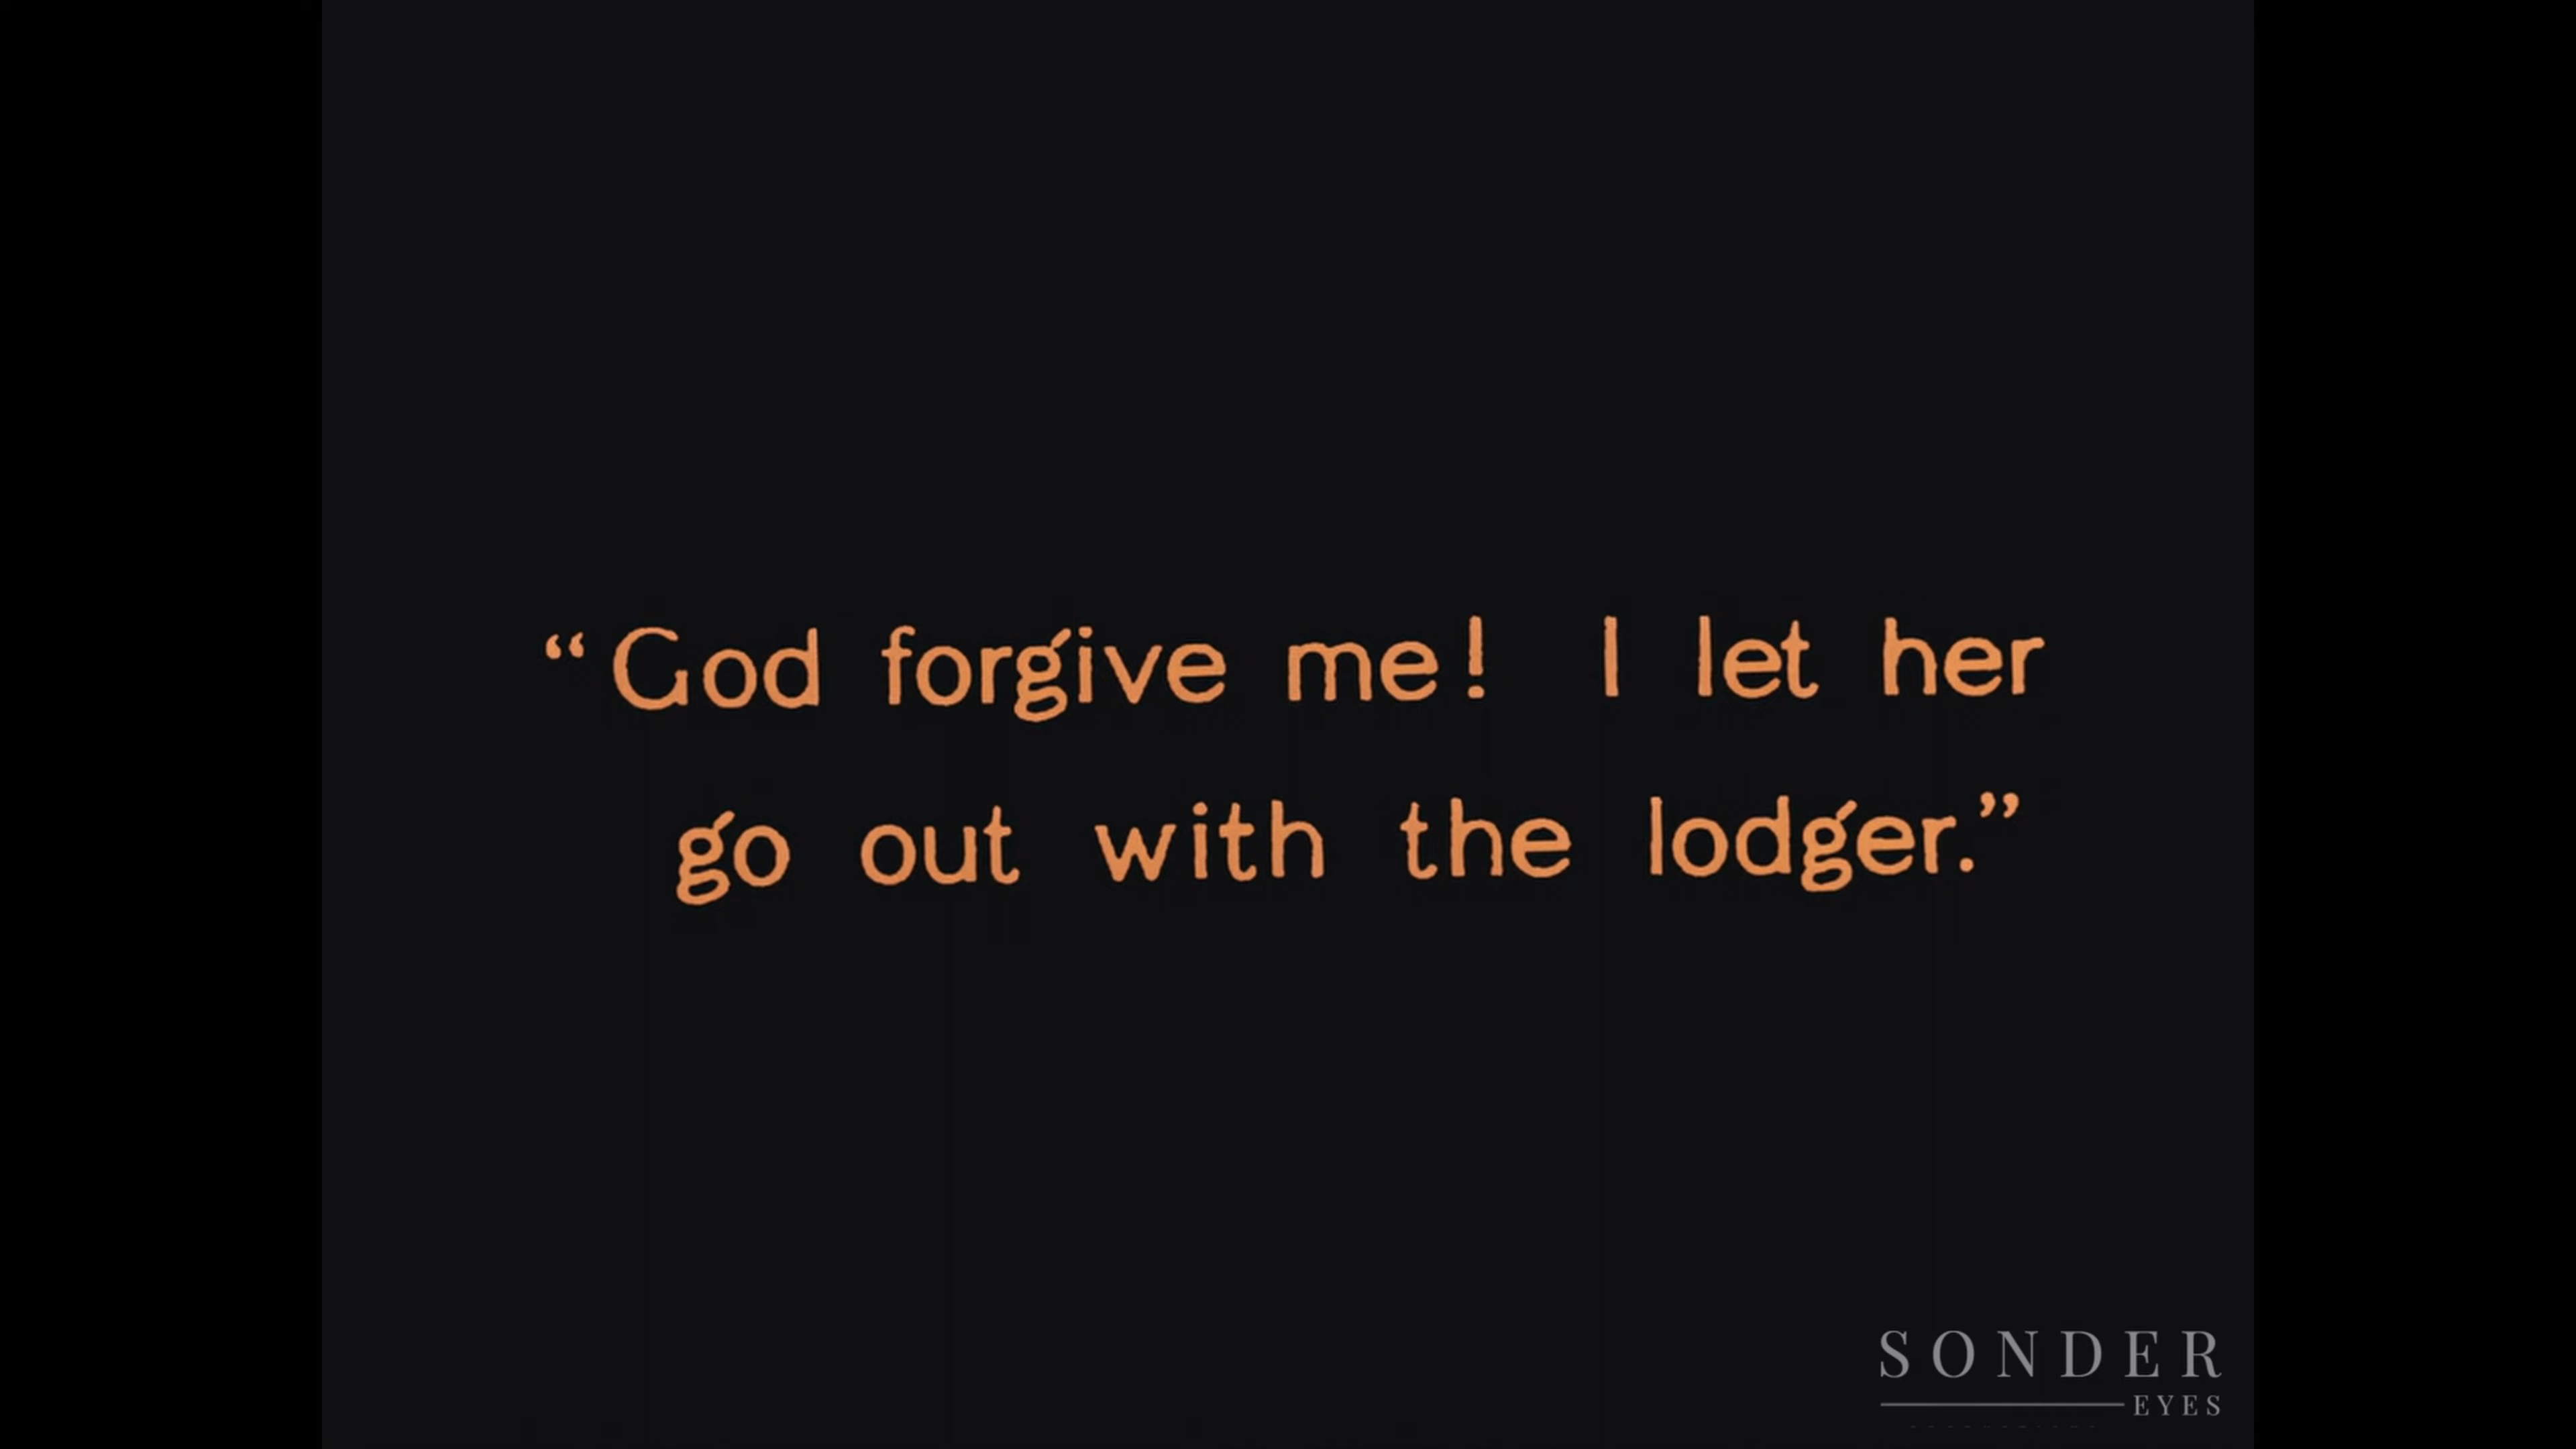 “God forgive me! I let her
go out with the lodger.”
SONDER
EYES